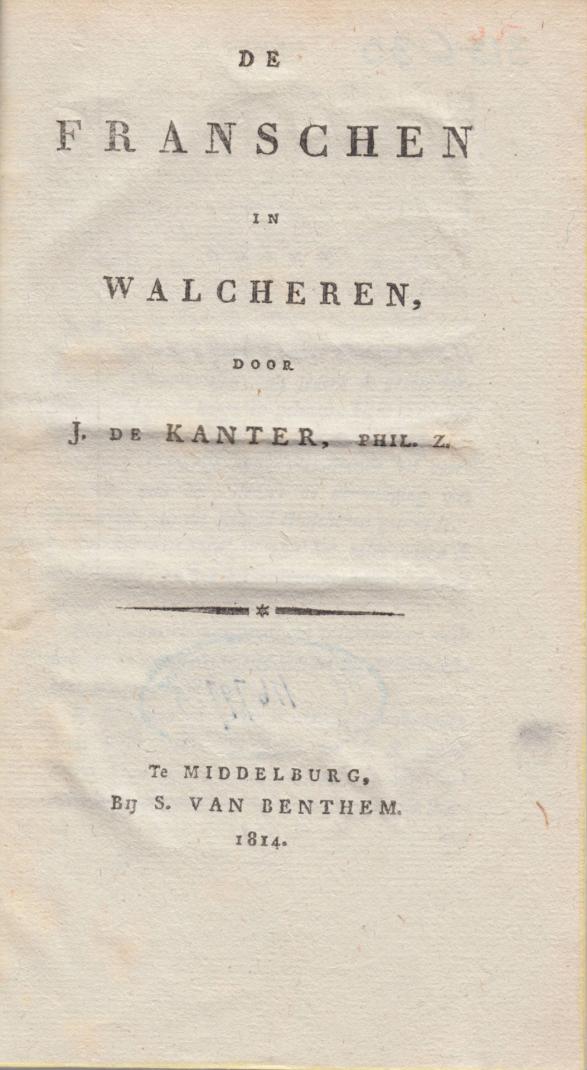 DE
FRANSCHEN
IN
WALCHEREN,
DOOR
J. DE KANTER, PHIL. Z.
Te MIDDELBURG,
Bij S. VAN BENTHEM.
1814.